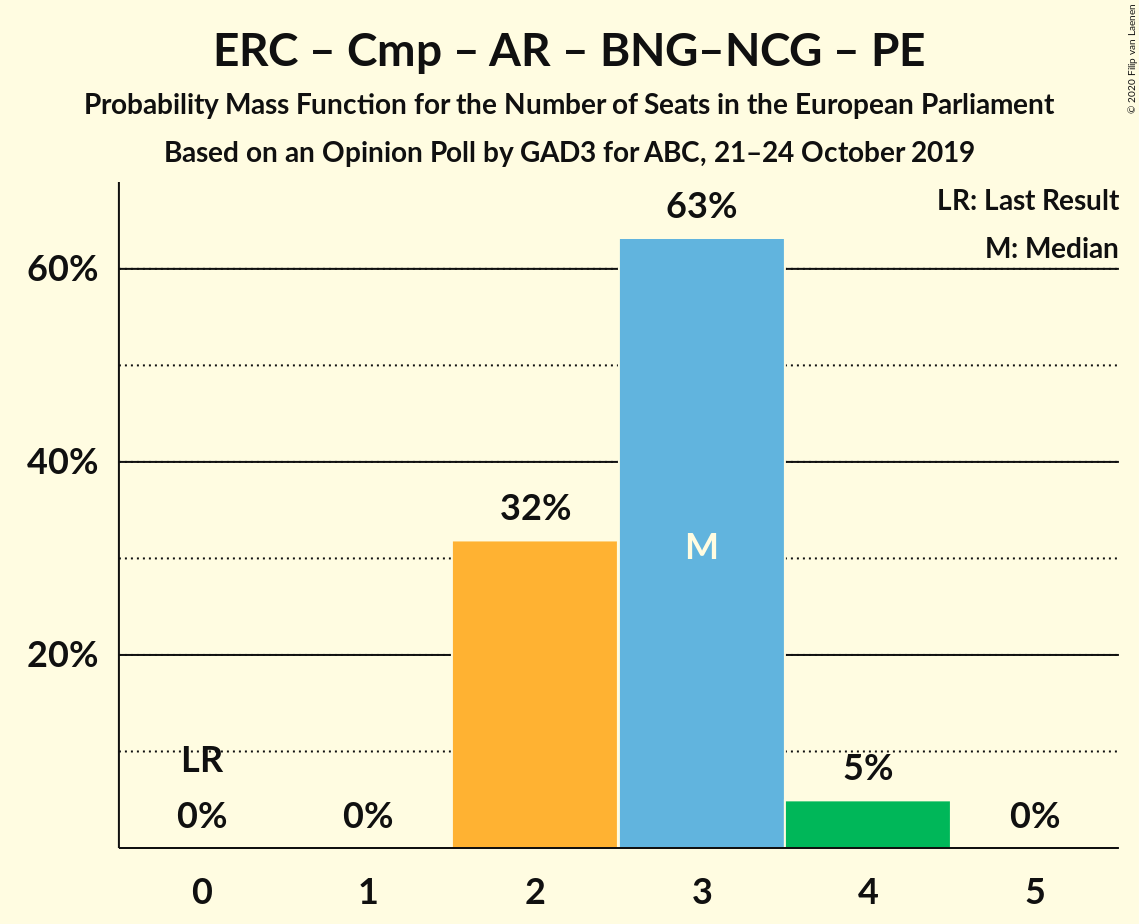 ERC – Cmp – AR – BNG–NCG – PE
Probability Mass Function for the Number of Seats in the European Parliament
Based on an Opinion Poll by GAD3 for ABC, 21–24 October 2019
© 2020 Filip van Laenen
LR: Last Result
M: Median
63%
60%
40%
32%
M
20%
LR
5%
0%
0%
0%
0
1
2
3
4
5